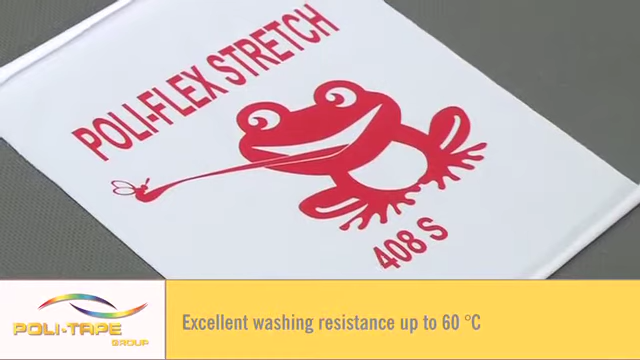 POLI-FLEX STRETCH
408 S
POLI-TAPE
GROUP
Excellent washing resistance up to 60 °C